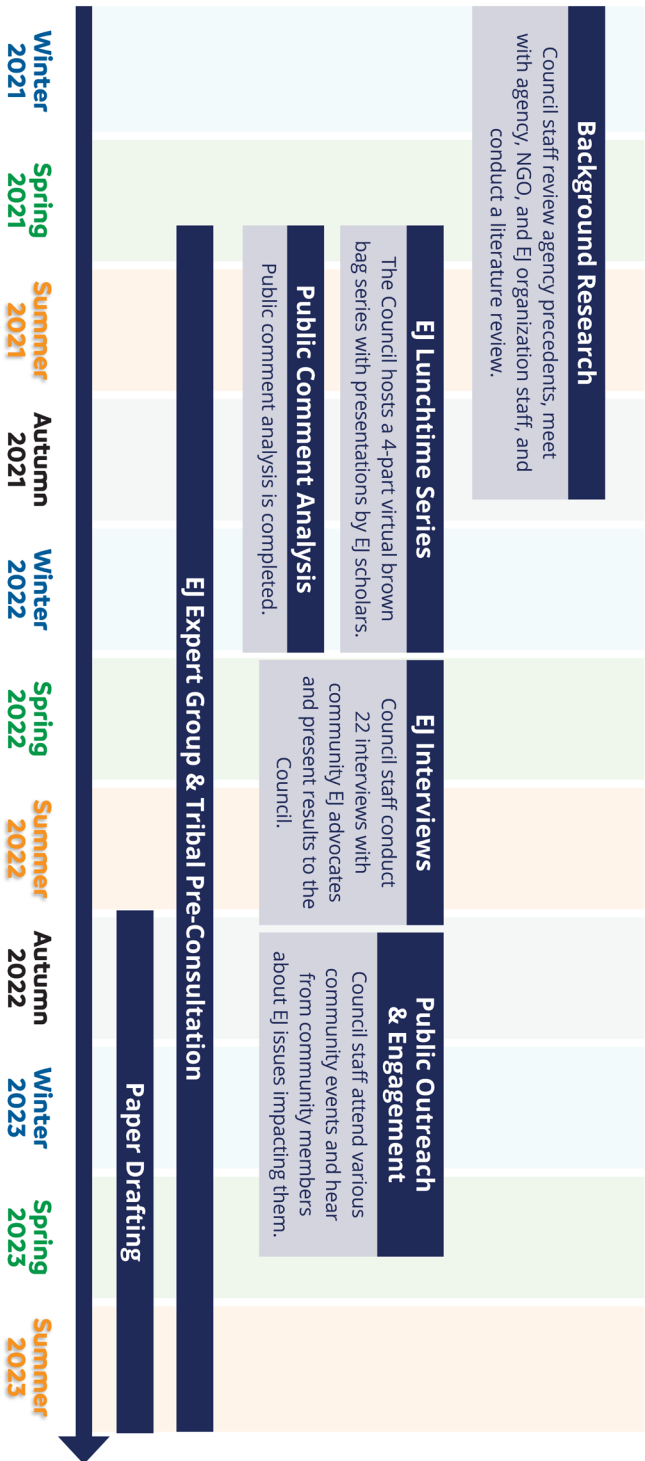 Background Research
Council staff review agency precedents, meet
with agency, NGO, and EJ organization staff, and
conduct a literature review.
EJ Lunchtime Series
The Council hosts a 4-part virtual brown
bag series with presentations by EJ scholars.
Public Comment Analysis
Public comment analysis is completed.
EJ Interviews
Council staff conduct
22 interviews with
community EJ advocates
and present results to the
Council.
Public Outreach
& Engagement
Council staff attend various
community events and hear
from community members
about EJ issues impacting them.
EJ Expert Group & Tribal Pre-Consultation
Paper Drafting
Winter
2021
Spring
2021
Summer
2021
Autumn
2021
Winter
2022
Spring
2022
Summer
2022
Autumn
2022
Winter
2023
Spring
2023
Summer
2023